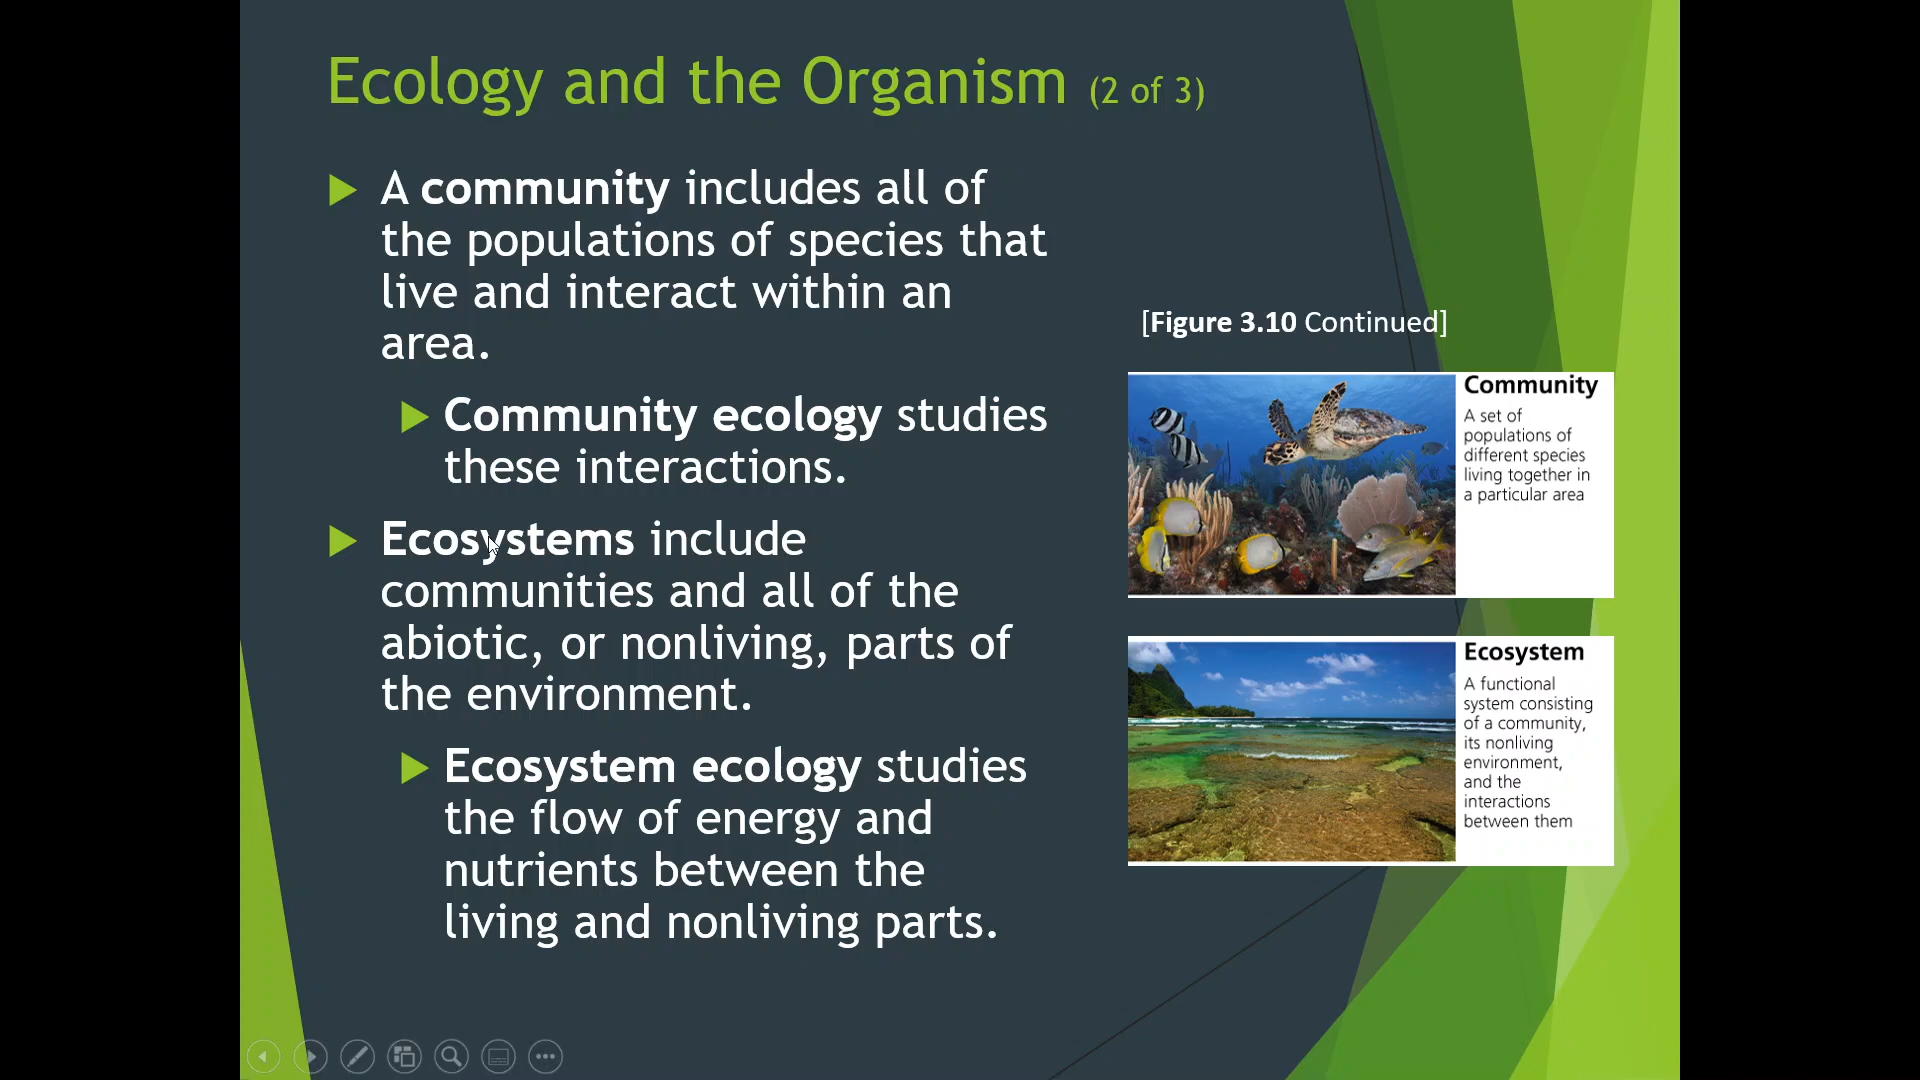 Ecology and the Organism (2 of 3)
A community includes all of
the populations of species that
live and interact within an
area.
Community ecology studies
these interactions.
Ecosystems include
communities and all of the
abiotic, or nonliving, parts of
the environment.
Ecosystem ecology studies
the flow of energy and
nutrients between the
living and nonliving parts.
[Figure 3.10 Continued]
Community
A set of
populations of
different species
living together in
a particular area
Ecosystem
A functional
system consisting
of a community,
its nonliving
environment,
and the
interactions
between them